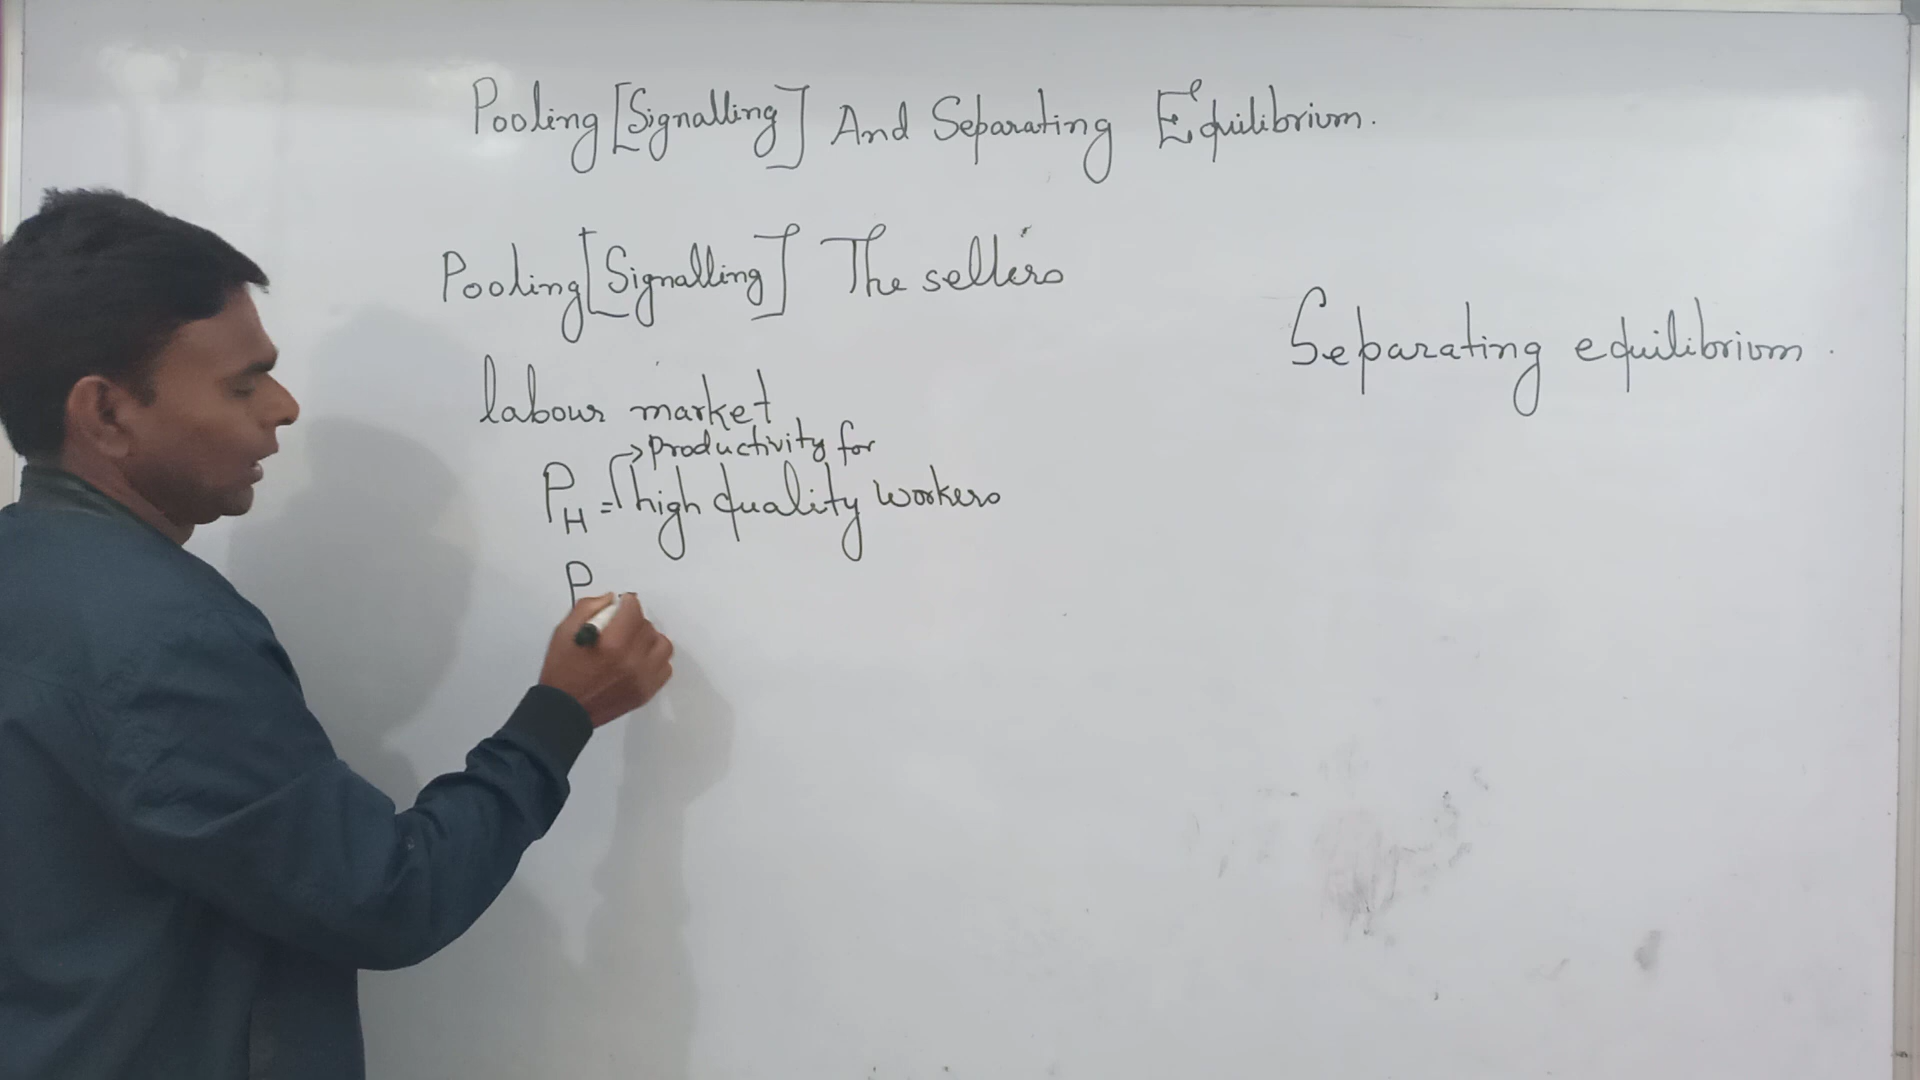 Pooling [Signalling] And Separating Equilibrium.
Pooling [Signalling] The sellers
Separating equilibrium.
labour market
→ productivity for
P_H = high quality workers
P